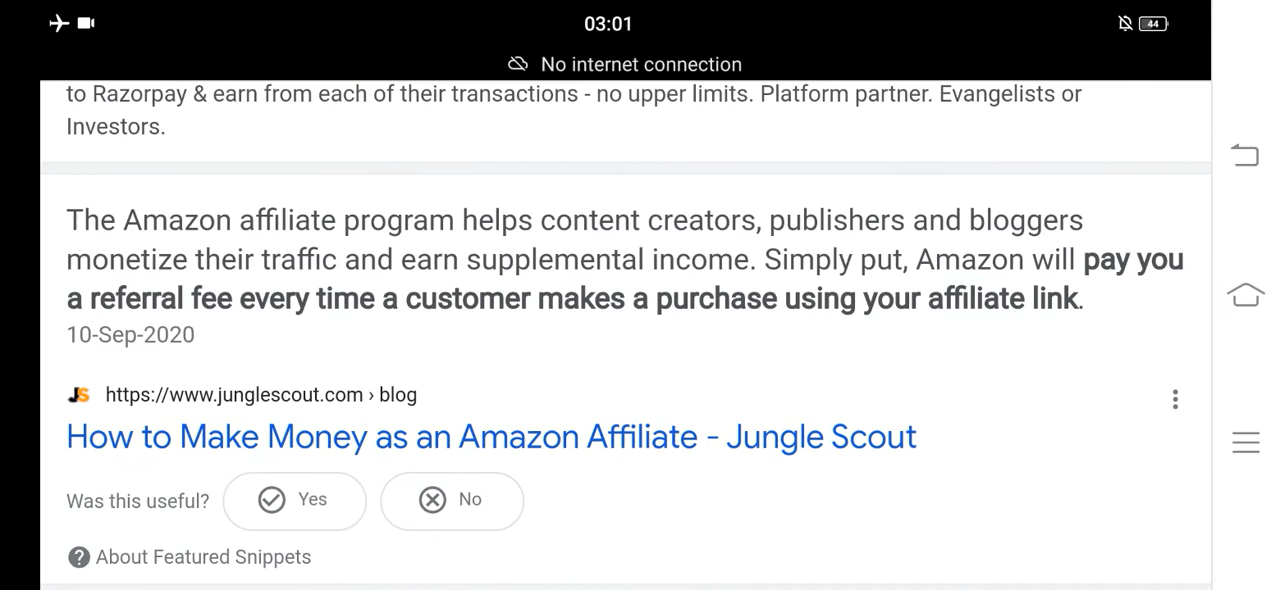 03:01
44
No internet connection
to Razorpay & earn from each of their transactions - no upper limits. Platform partner. Evangelists or
Investors.
The Amazon affiliate program helps content creators, publishers and bloggers
monetize their traffic and earn supplemental income. Simply put, Amazon will pay you
a referral fee every time a customer makes a purchase using your affiliate link.
10-Sep-2020
JS https://www.junglescout.com › blog
How to Make Money as an Amazon Affiliate - Jungle Scout
Was this useful? Yes No
? About Featured Snippets